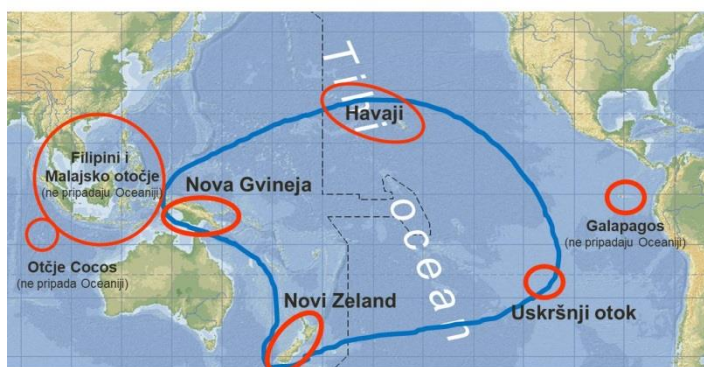 Tihi
ocean
Havaji
Filipini i
Malajsko otočje
(ne pripadaju Oceaniji)
Nova Gvineja
Galapagos
(ne pripadaju Oceaniji)
Otčje Cocos
(ne pripada Oceaniji)
Novi Zeland
Uskršnji otok